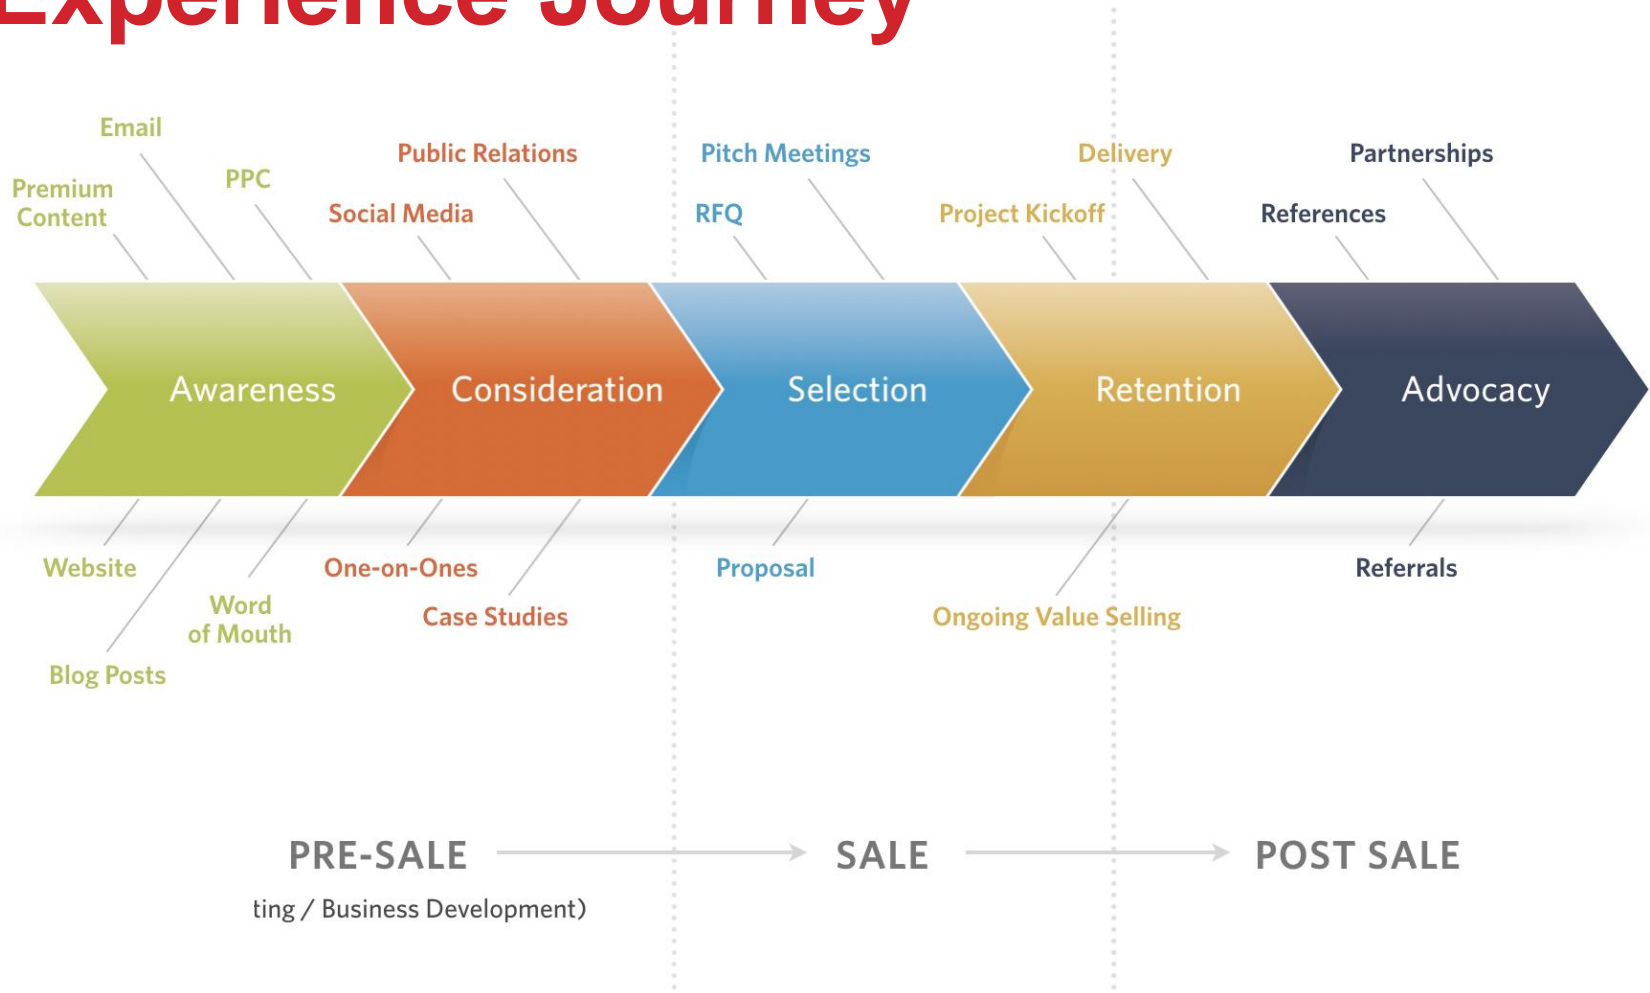 Experience Journey
Email
Public Relations
Pitch Meetings
Delivery
Partnerships
PPC
Premium
Content
Social Media
RFQ
Project Kickoff
References
Awareness
Consideration
Selection
Retention
Advocacy
Website
One-on-Ones
Proposal
Referrals
Word
of Mouth
Case Studies
Ongoing Value Selling
Blog Posts
PRE-SALE
SALE
POST SALE
ting / Business Development)